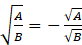 √(A/B) = − √A/√B